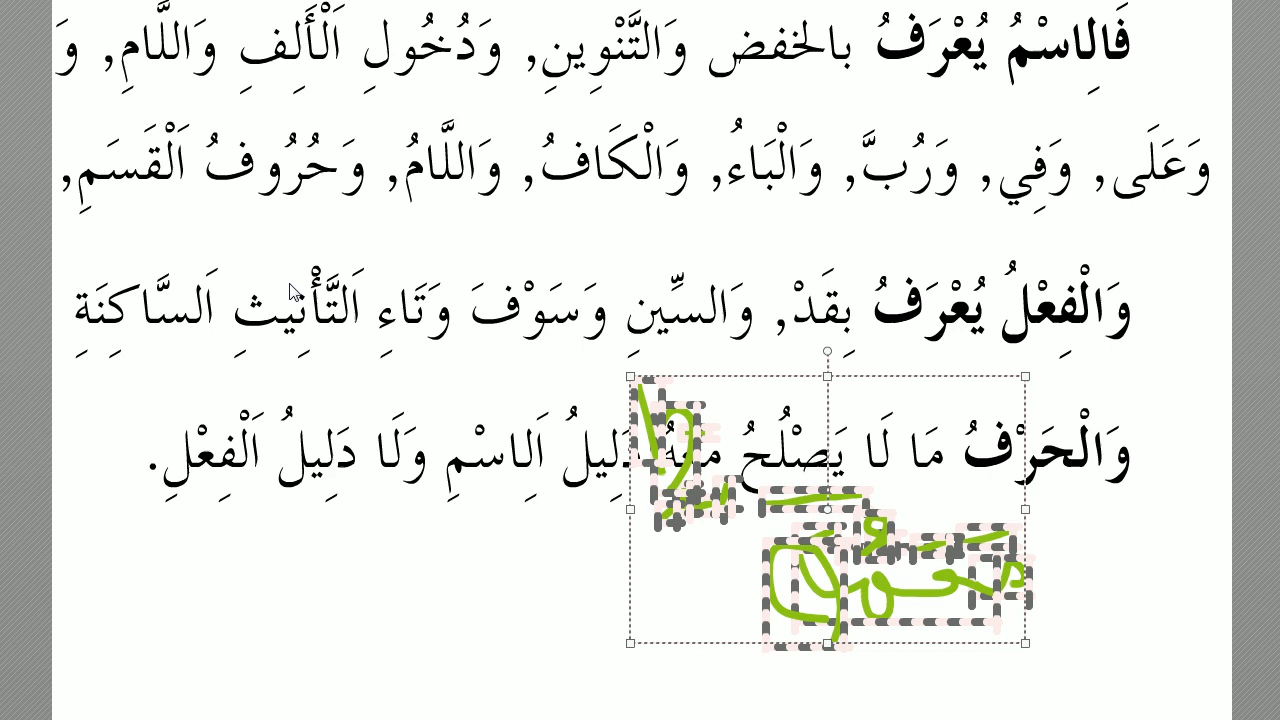 فَالِاسْمُ يُعْرَفُ بالخفض وَالتَّنْوِينِ, وَدُخُولِ اَلْأَلِفِ وَاللَّامِ, وَ
وَعَلَى, وَفِي, وَرُبَّ, وَالْبَاءُ, وَالْكَافُ, وَاللَّامُ, وَحُرُوفُ اَلْقَسَمِ,
وَالْفِعْلُ يُعْرَفُ بِقَدْ, وَالسِّينِ وَسَوْفَ وَتَاءِ اَلتَّأْنِيثِ اَلسَّاكِنَةِ
وَالْحَرْفُ مَا لَا يَصْلُحُ مَعَهُ دَلِيلُ اَلِاسْمِ وَلَا دَلِيلُ اَلْفِعْلِ.